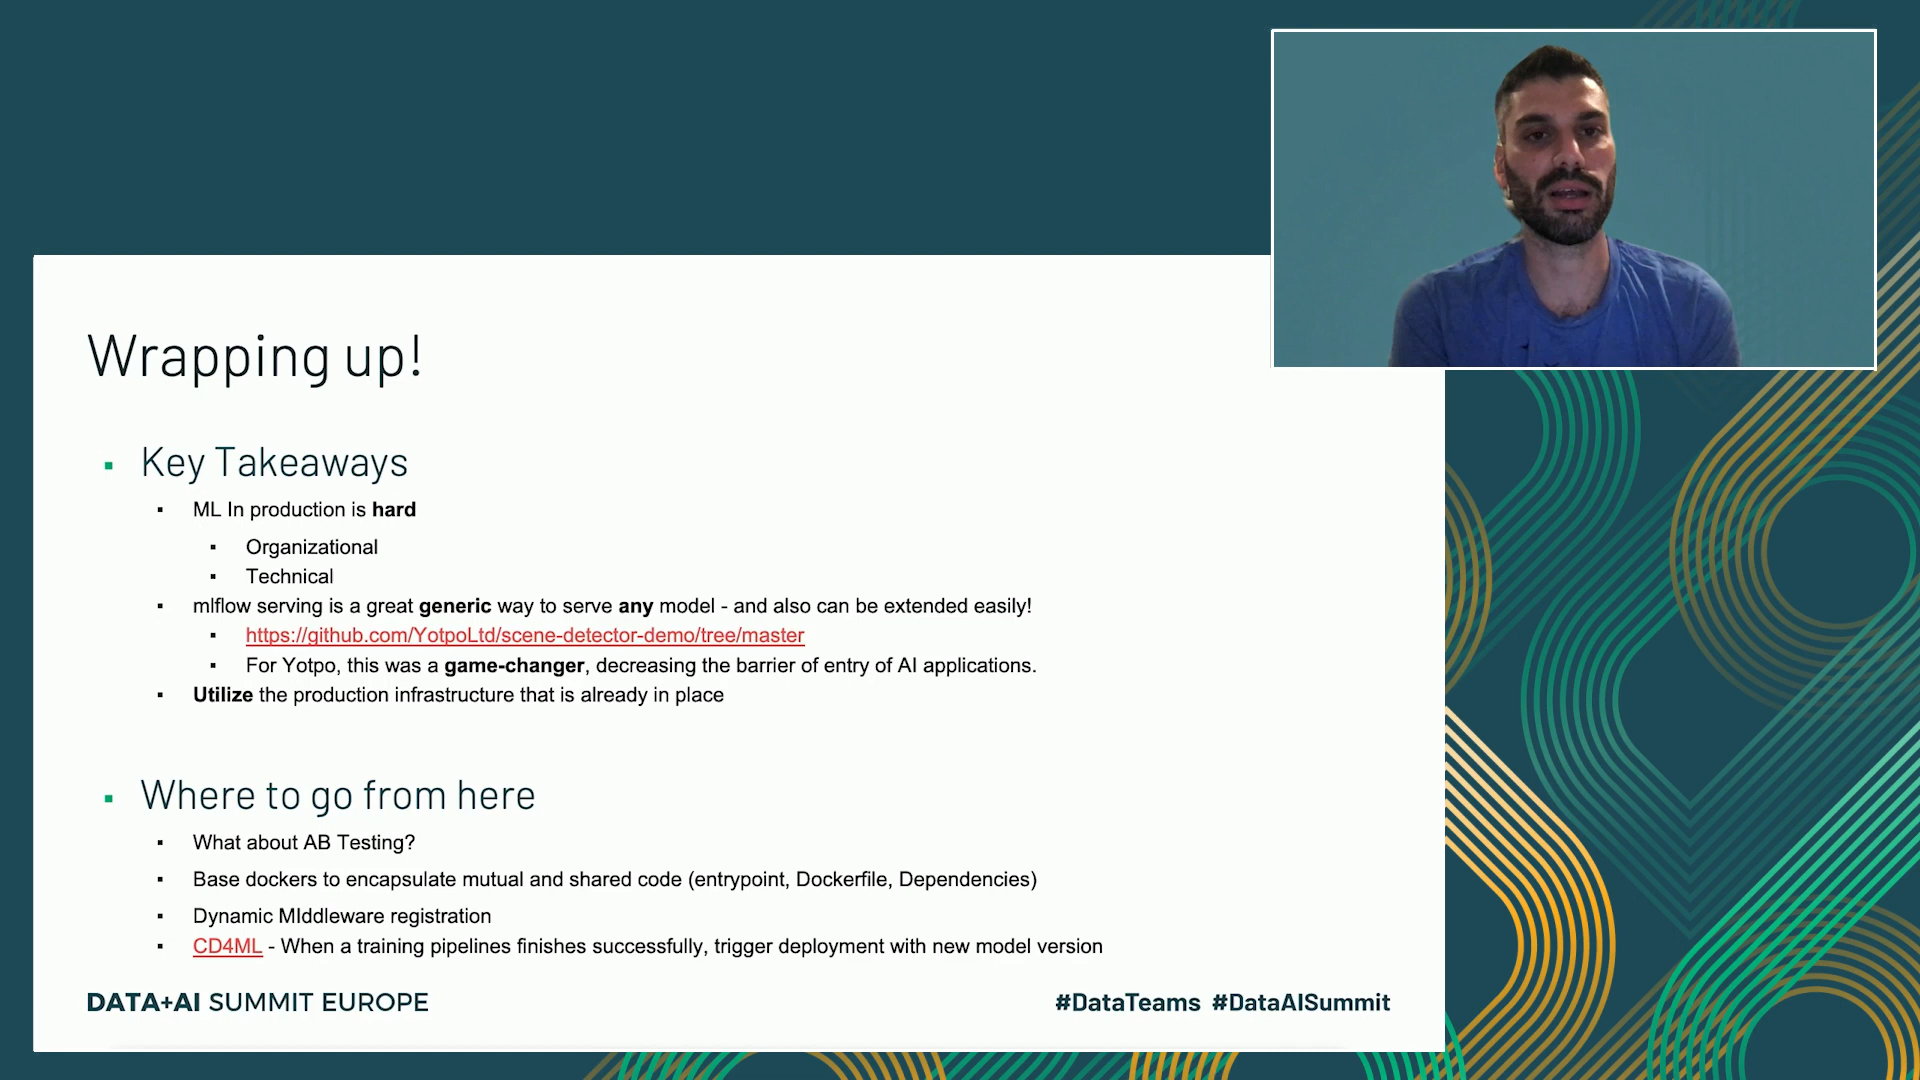 Wrapping up!
Key Takeaways
ML In production is hard
Organizational
Technical
mlflow serving is a great generic way to serve any model - and also can be extended easily!
https://github.com/YotpoLtd/scene-detector-demo/tree/master
For Yotpo, this was a game-changer, decreasing the barrier of entry of AI applications.
Utilize the production infrastructure that is already in place
Where to go from here
What about AB Testing?
Base dockers to encapsulate mutual and shared code (entrypoint, Dockerfile, Dependencies)
Dynamic MIddleware registration
CD4ML - When a training pipelines finishes successfully, trigger deployment with new model version
DATA+AI SUMMIT EUROPE
#DataTeams #DataAISummit